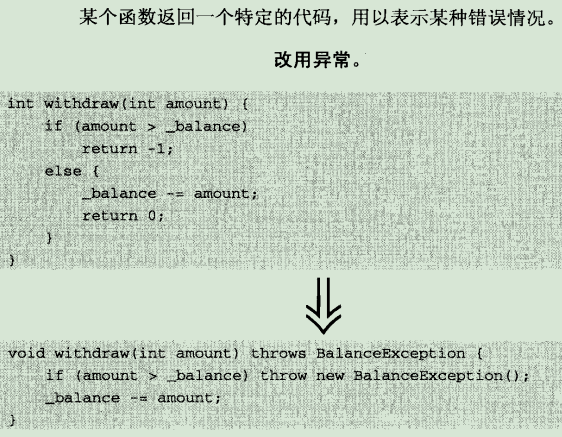 某个函数返回一个特定的代码，用以表示某种错误情况。
改用异常。
int withdraw(int amount) {
    if (amount > _balance)
        return -1;
    else {
        _balance -= amount;
        return 0;
    }
}
void withdraw(int amount) throws BalanceException {
    if (amount > _balance) throw new BalanceException();
    _balance -= amount;
}